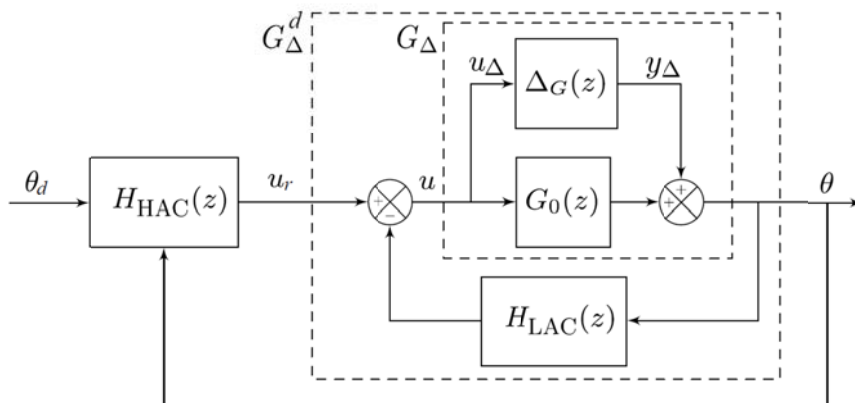 G_Δ^d
G_Δ
u_Δ
Δ_G(z)
y_Δ
θ_d
H_HAC(z)
u_r
+
−
u
G_0(z)
+
+
θ
H_LAC(z)